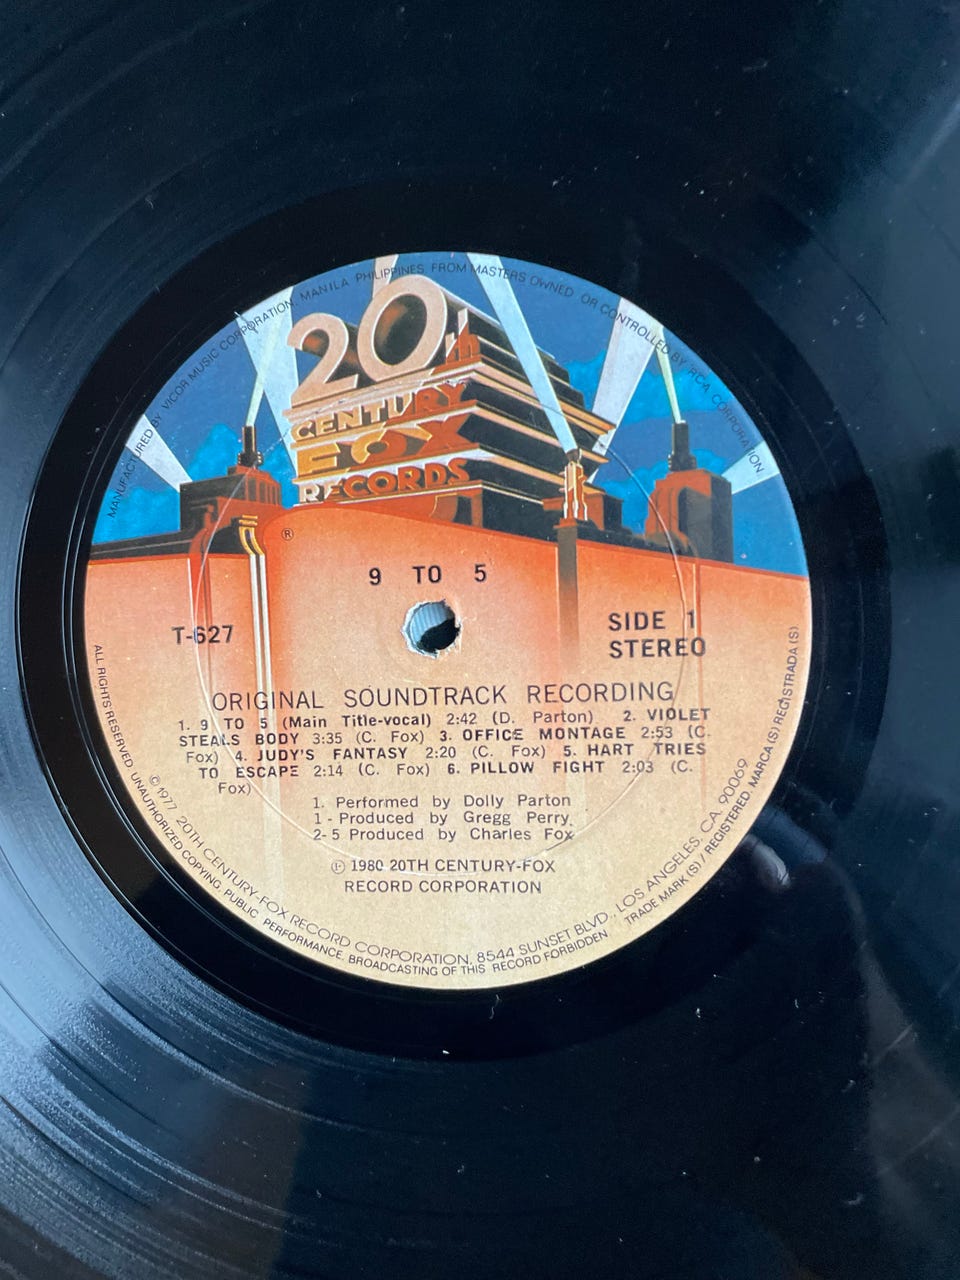 MANUFACTURED BY VICOR MUSIC CORPORATION, MANILA PHILIPPINES FROM MASTERS OWNED OR CONTROLLED BY RCA CORPORATION
20th
CENTURY
FOX
RECORDS
®
9 TO 5
T-627
SIDE 1
STEREO
ORIGINAL SOUNDTRACK RECORDING
1. 9 TO 5 (Main Title-vocal) 2:42 (D. Parton) 2. VIOLET
STEALS BODY 3:35 (C. Fox) 3. OFFICE MONTAGE 2:53 (C.
Fox) 4. JUDY'S FANTASY 2:20 (C. Fox) 5. HART TRIES
TO ESCAPE 2:14 (C. Fox) 6. PILLOW FIGHT 2:03 (C.
Fox)
1. Performed by Dolly Parton
1- Produced by Gregg Perry.
2-5 Produced by Charles Fox
℗ 1980 20TH CENTURY-FOX
RECORD CORPORATION
© 1977 20TH CENTURY-FOX RECORD CORPORATION, 8544 SUNSET BLVD., LOS ANGELES, CA. 90069
ALL RIGHTS RESERVED. UNAUTHORIZED COPYING, PUBLIC PERFORMANCE, BROADCASTING OF THIS RECORD FORBIDDEN
TRADE MARK (S) / REGISTERED. MARCA (S) REGISTRADA (S)